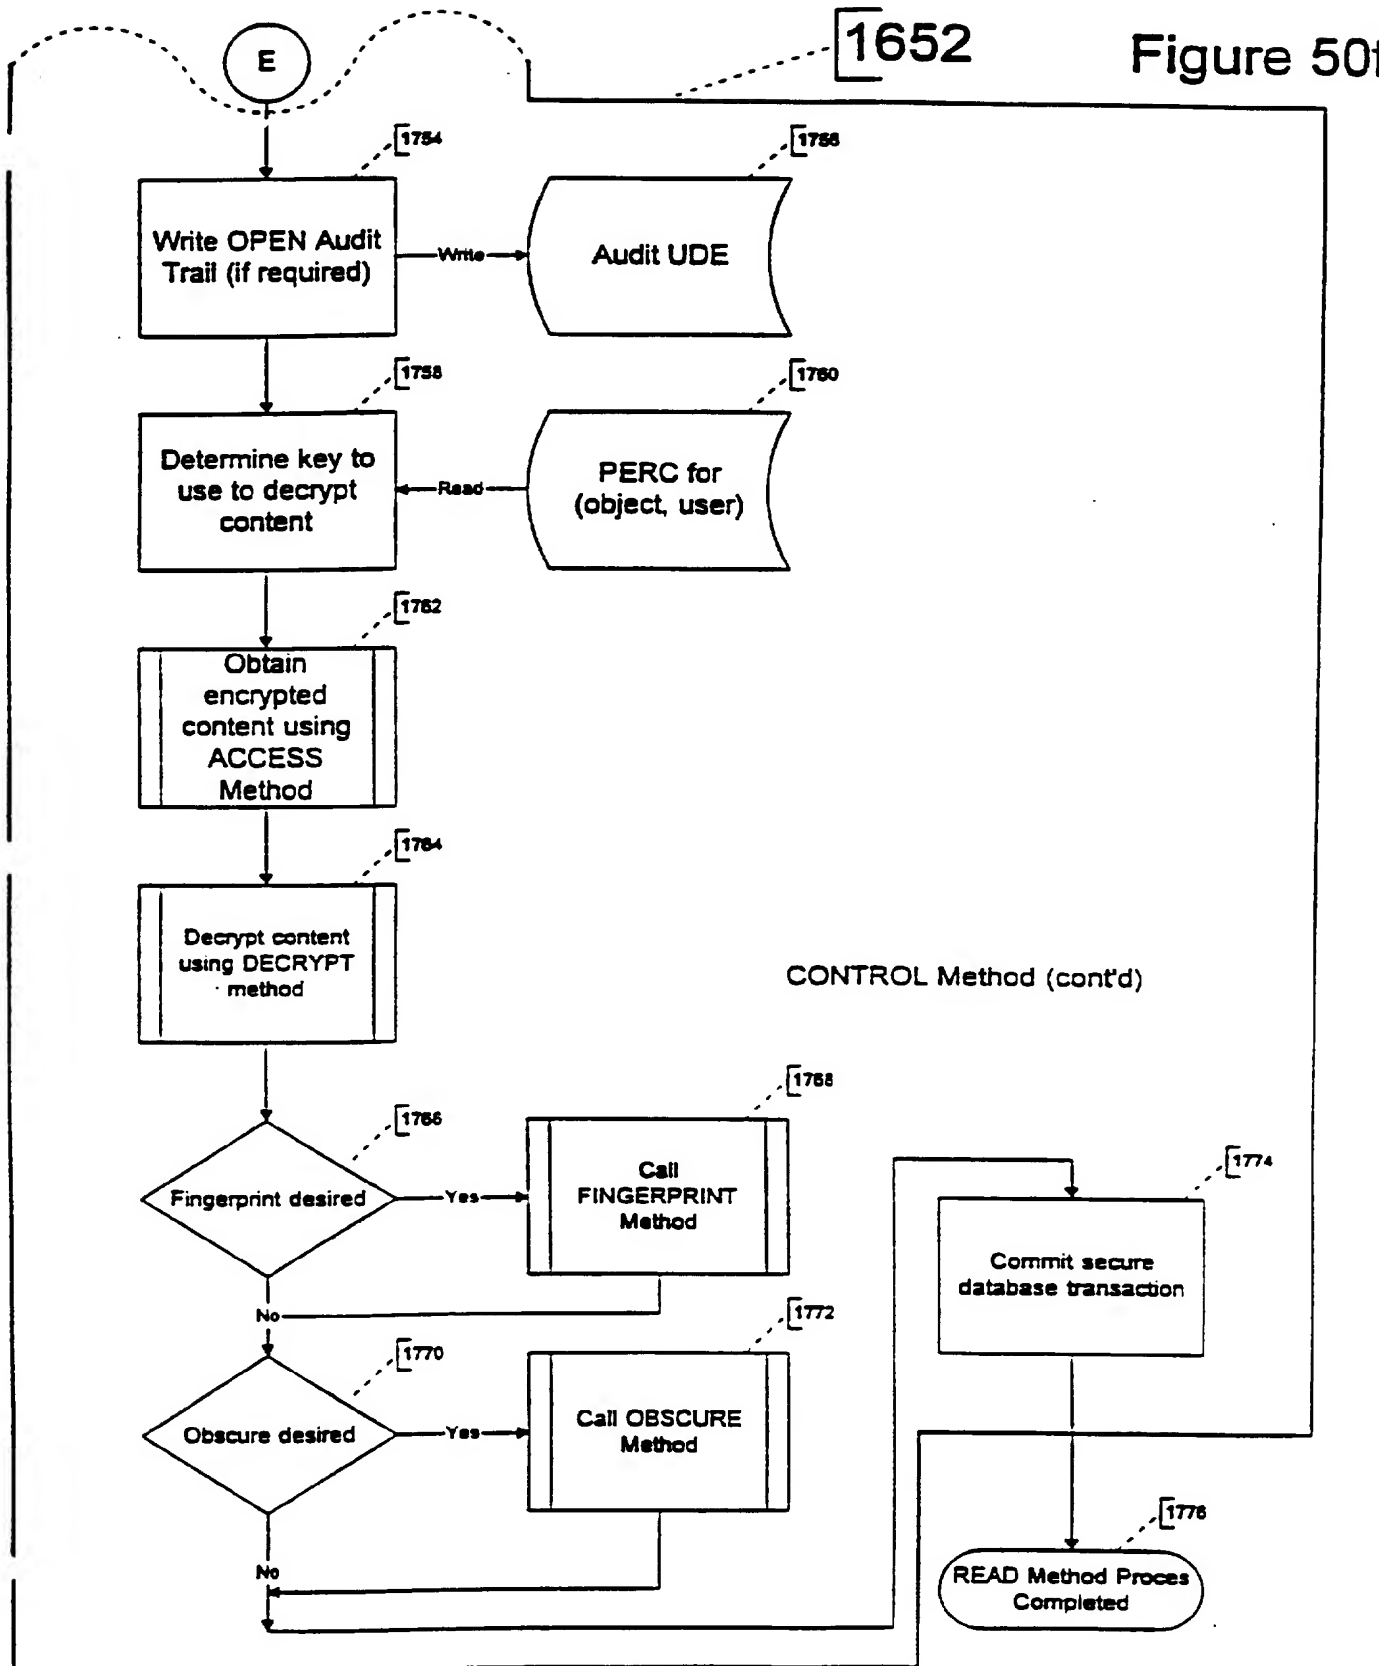 E
1652
Figure 50f
1754
1756
Write OPEN Audit
Trail (if required)
Write
Audit UDE
1758
1760
Determine key to
use to decrypt
content
Read
PERC for
(object, user)
1762
Obtain
encrypted
content using
ACCESS
Method
1764
Decrypt content
using DECRYPT
method
CONTROL Method (cont'd)
1766
1768
Fingerprint desired
Yes
Call
FINGERPRINT
Method
1774
Commit secure
database transaction
No
1770
1772
Obscure desired
Yes
Call OBSCURE
Method
1776
No
READ Method Proces
Completed